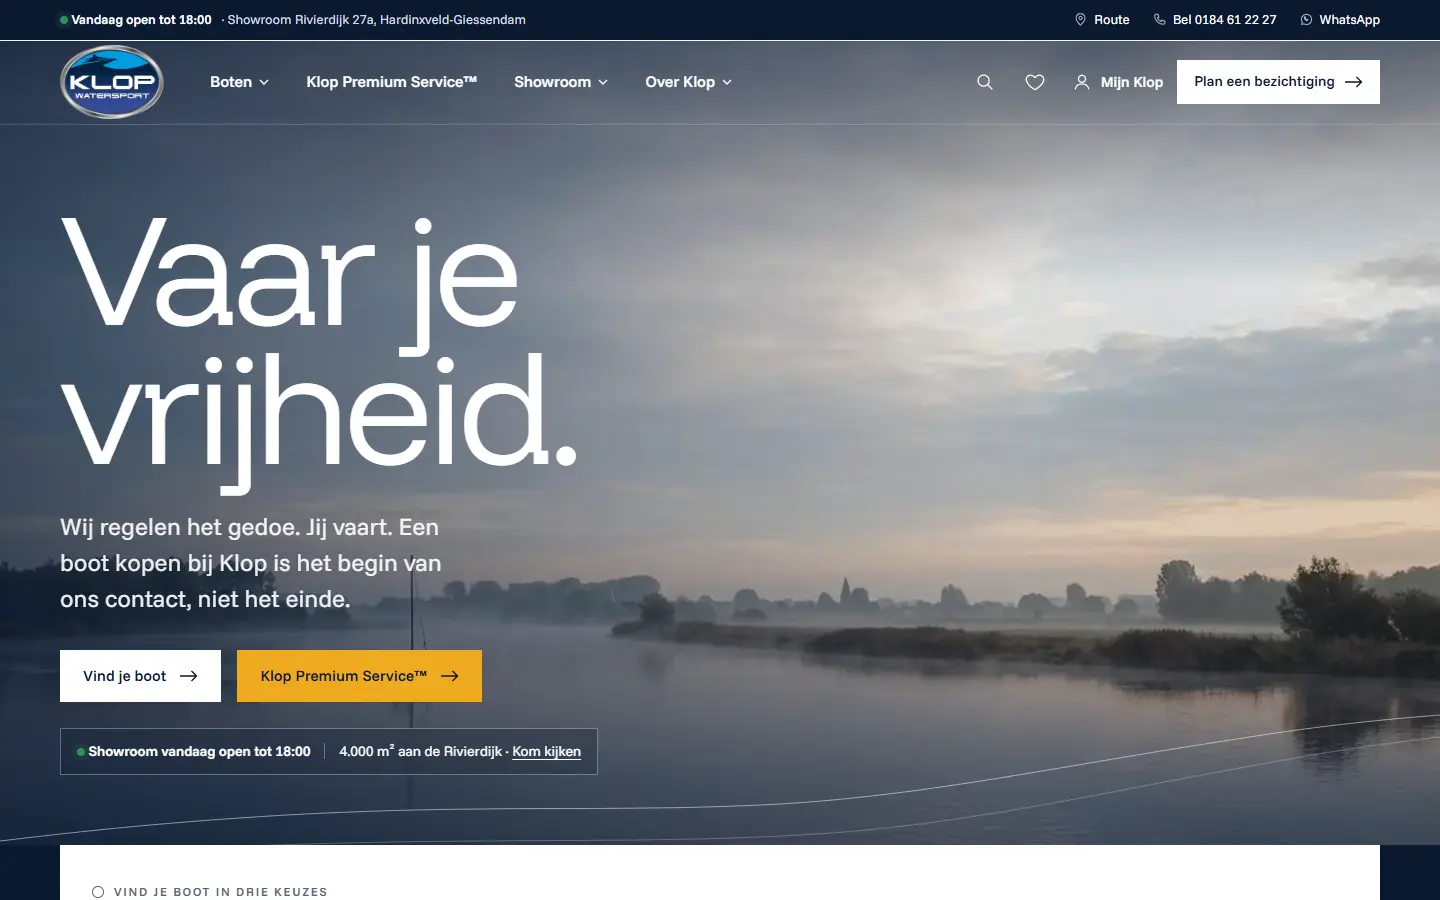 Vandaag open tot 18:00 · Showroom Rivierdijk 27a, Hardinxveld-Giessendam
Route
Bel 0184 61 22 27
WhatsApp
KLOP
WATERSPORT
Boten
Klop Premium Service™
Showroom
Over Klop
Mijn Klop
Plan een bezichtiging
Vaar je
vrijheid.
Wij regelen het gedoe. Jij vaart. Een
boot kopen bij Klop is het begin van
ons contact, niet het einde.
Vind je boot
Klop Premium Service™
Showroom vandaag open tot 18:00
4.000 m² aan de Rivierdijk · Kom kijken
VIND JE BOOT IN DRIE KEUZES